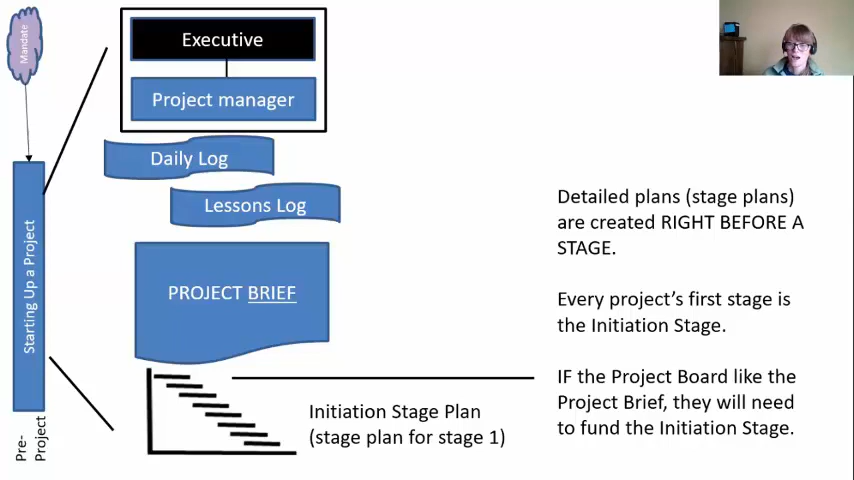 Mandate
Executive
Project manager
Daily Log
Lessons Log
PROJECT BRIEF
Starting Up a Project
Pre-
Project
Initiation Stage Plan
(stage plan for stage 1)
Detailed plans (stage plans)
are created RIGHT BEFORE A
STAGE.
Every project's first stage is
the Initiation Stage.
IF the Project Board like the
Project Brief, they will need
to fund the Initiation Stage.